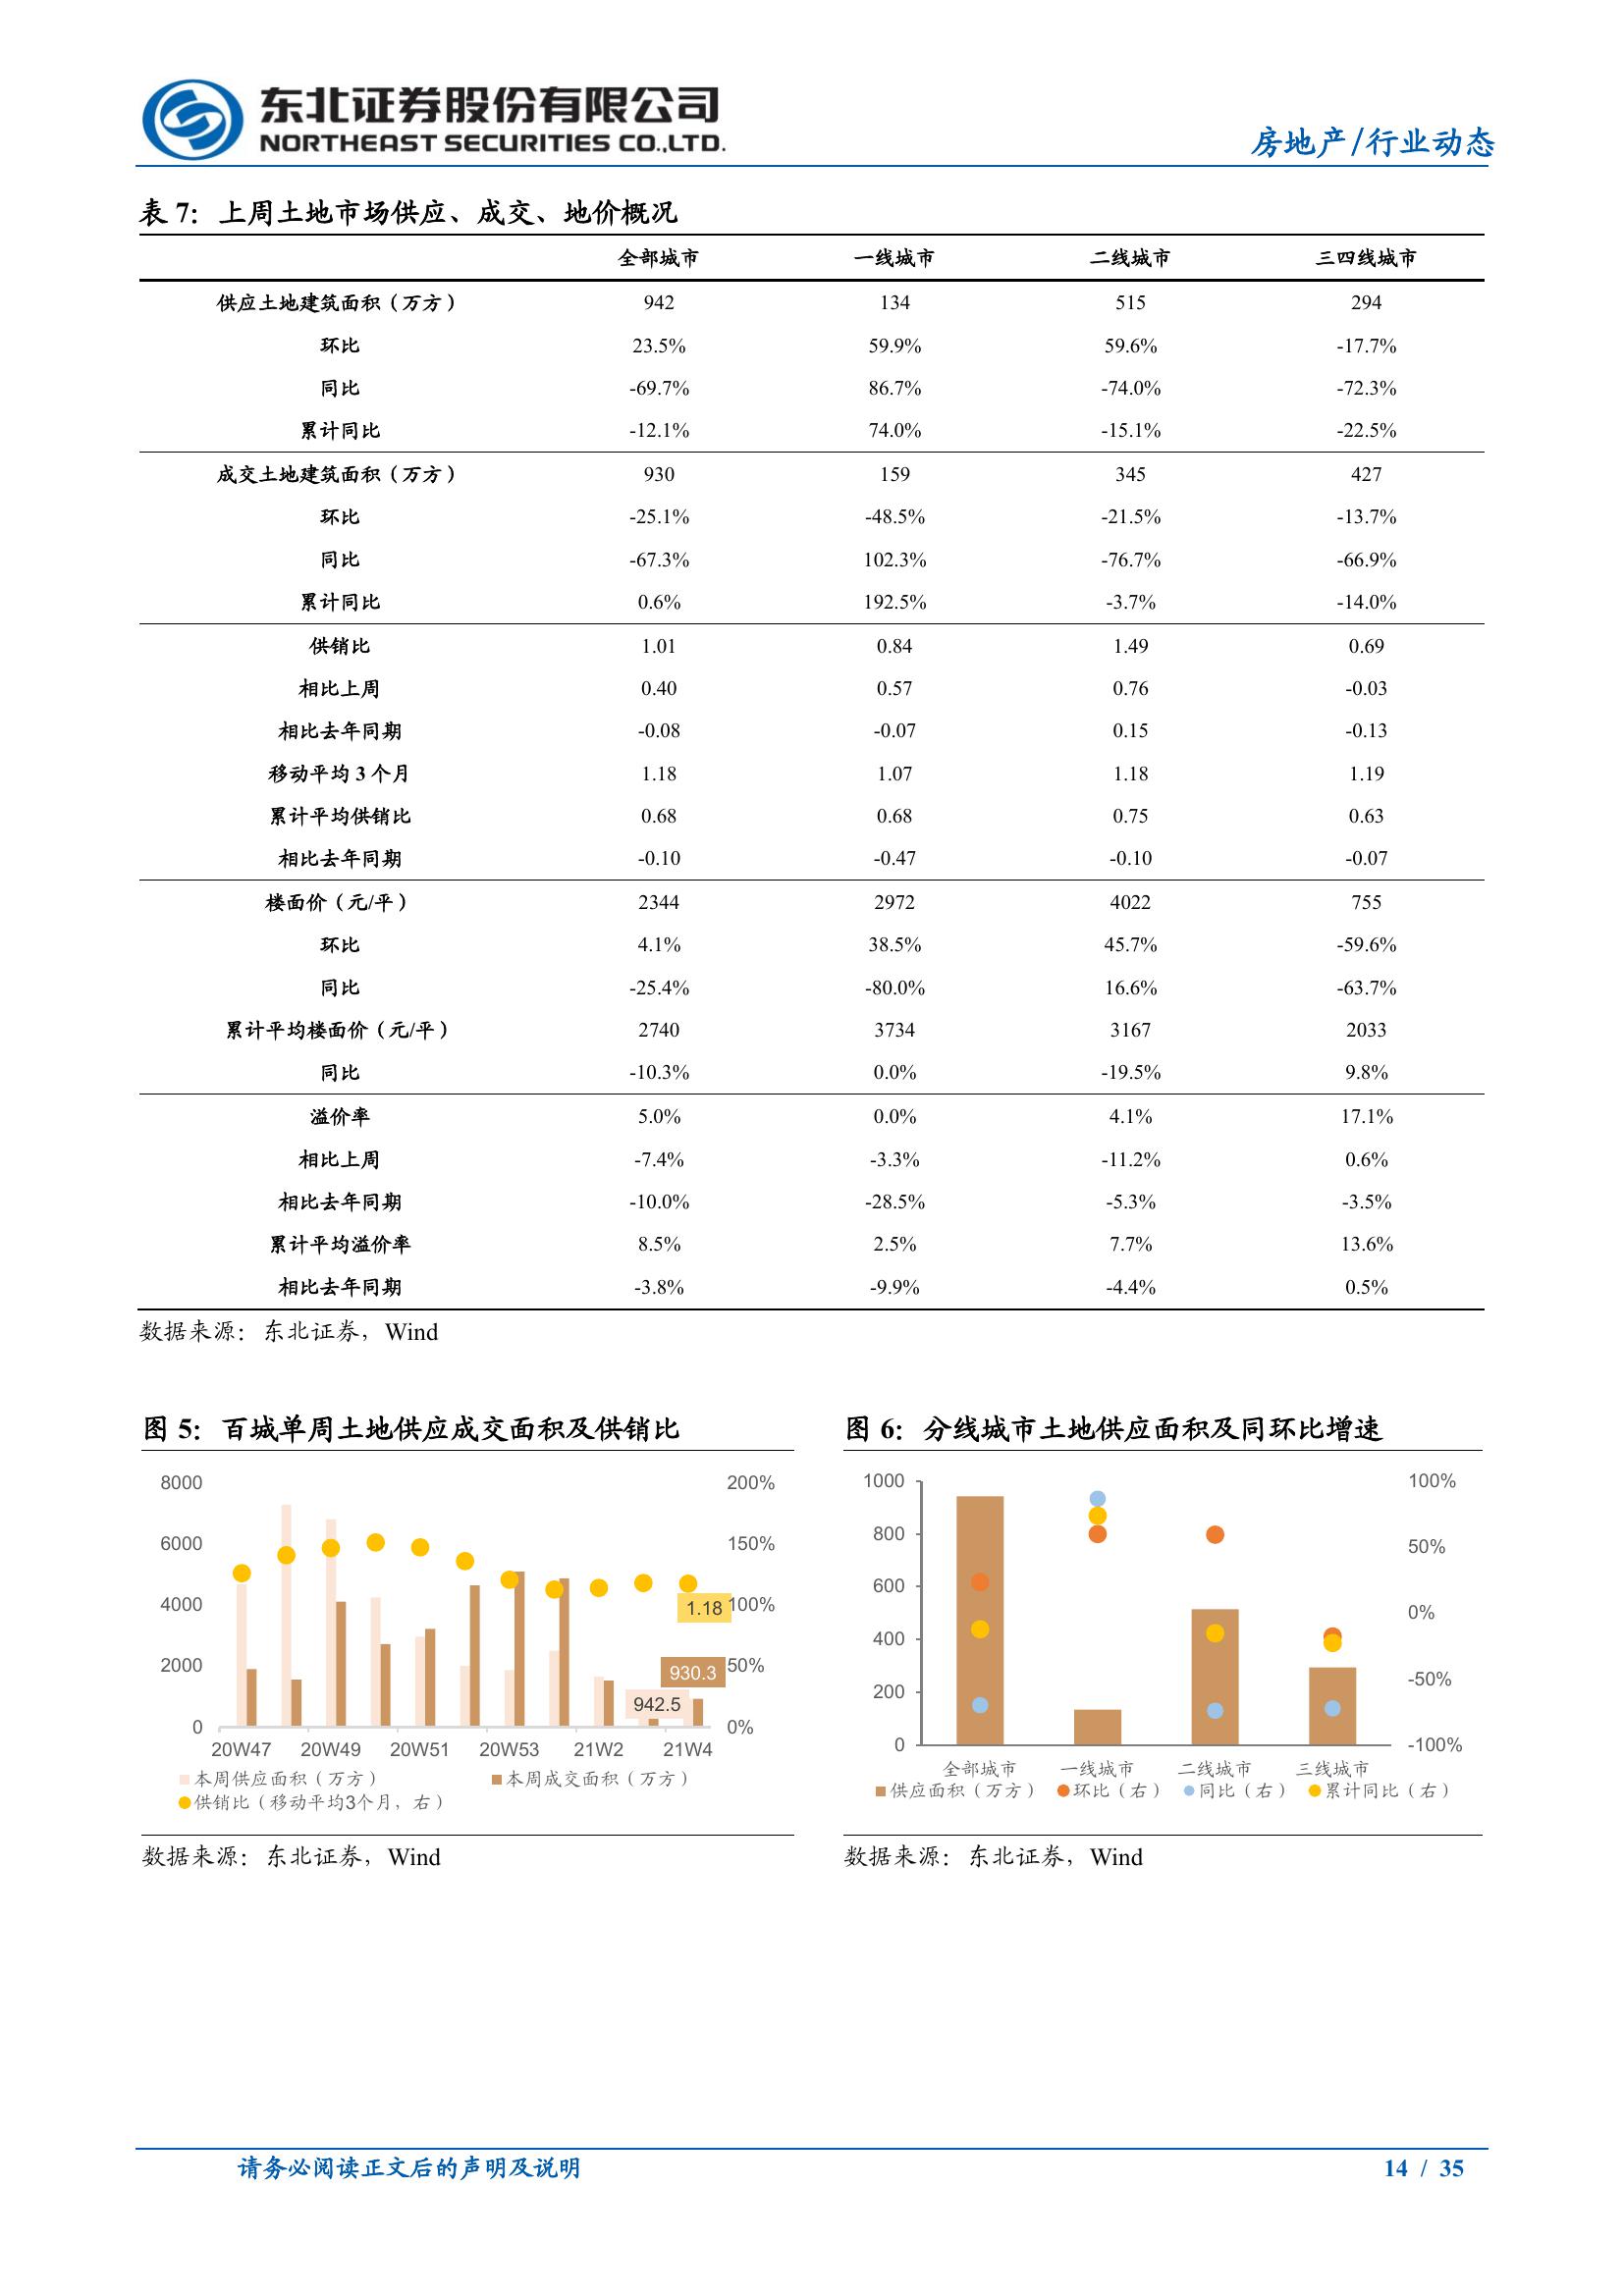 东北证券股份有限公司
NORTHEAST SECURITIES CO.,LTD.
房地产/行业动态
表 7：上周土地市场供应、成交、地价概况
全部城市 一线城市 二线城市 三四线城市
供应土地建筑面积（万方） 942 134 515 294
环比 23.5% 59.9% 59.6% -17.7%
同比 -69.7% 86.7% -74.0% -72.3%
累计同比 -12.1% 74.0% -15.1% -22.5%
成交土地建筑面积（万方） 930 159 345 427
环比 -25.1% -48.5% -21.5% -13.7%
同比 -67.3% 102.3% -76.7% -66.9%
累计同比 0.6% 192.5% -3.7% -14.0%
供销比 1.01 0.84 1.49 0.69
相比上周 0.40 0.57 0.76 -0.03
相比去年同期 -0.08 -0.07 0.15 -0.13
移动平均 3 个月 1.18 1.07 1.18 1.19
累计平均供销比 0.68 0.68 0.75 0.63
相比去年同期 -0.10 -0.47 -0.10 -0.07
楼面价（元/平） 2344 2972 4022 755
环比 4.1% 38.5% 45.7% -59.6%
同比 -25.4% -80.0% 16.6% -63.7%
累计平均楼面价（元/平） 2740 3734 3167 2033
同比 -10.3% 0.0% -19.5% 9.8%
溢价率 5.0% 0.0% 4.1% 17.1%
相比上周 -7.4% -3.3% -11.2% 0.6%
相比去年同期 -10.0% -28.5% -5.3% -3.5%
累计平均溢价率 8.5% 2.5% 7.7% 13.6%
相比去年同期 -3.8% -9.9% -4.4% 0.5%
数据来源：东北证券，Wind
图 5：百城单周土地供应成交面积及供销比
8000 200%
6000 150%
4000 1.18 100%
2000 930.3 50%
942.5
0 0%
20W47 20W49 20W51 20W53 21W2 21W4
本周供应面积（万方） 本周成交面积（万方）
供销比（移动平均3个月，右）
数据来源：东北证券，Wind
图 6：分线城市土地供应面积及同环比增速
1000 100%
800 50%
600 0%
400 -50%
200
0 -100%
全部城市 一线城市 二线城市 三线城市
供应面积（万方） 环比（右） 同比（右） 累计同比（右）
数据来源：东北证券，Wind
请务必阅读正文后的声明及说明 14 / 35